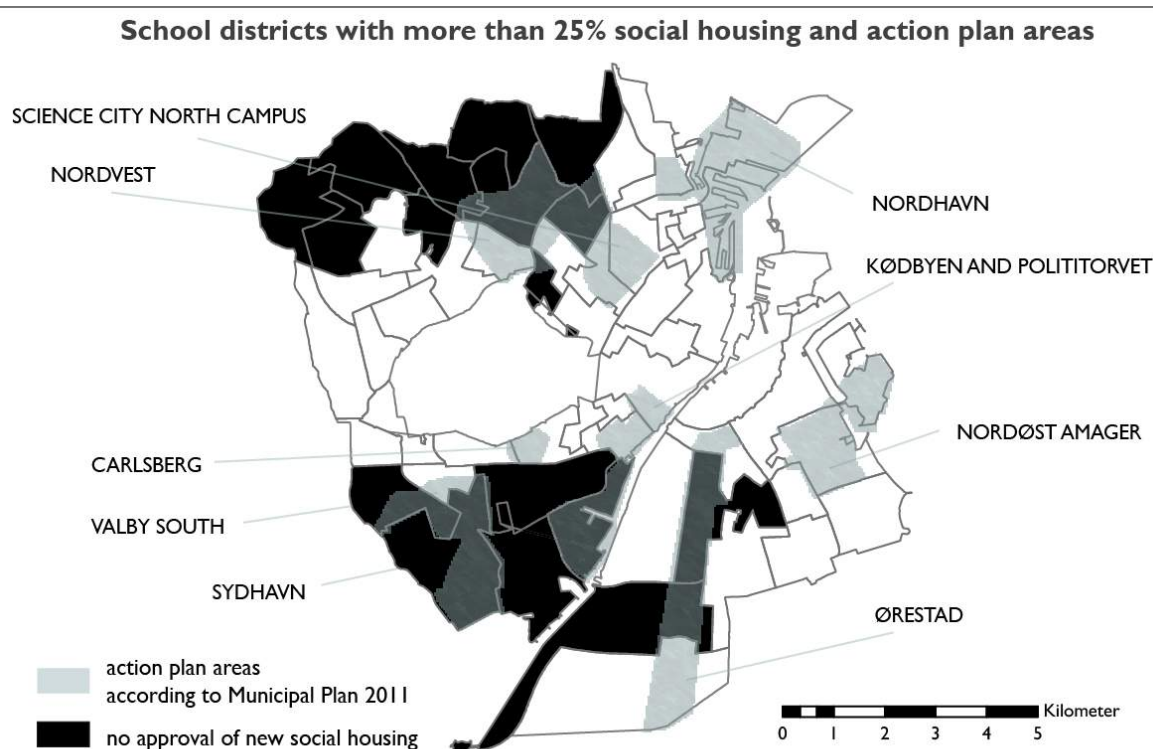 School districts with more than 25% social housing and action plan areas
SCIENCE CITY NORTH CAMPUS
NORDVEST
NORDHAVN
KØDBYEN AND POLITITORVET
NORDØST AMAGER
CARLSBERG
VALBY SOUTH
SYDHAVN
ØRESTAD
action plan areas
according to Municipal Plan 2011
no approval of new social housing
Kilometer
0 1 2 3 4 5